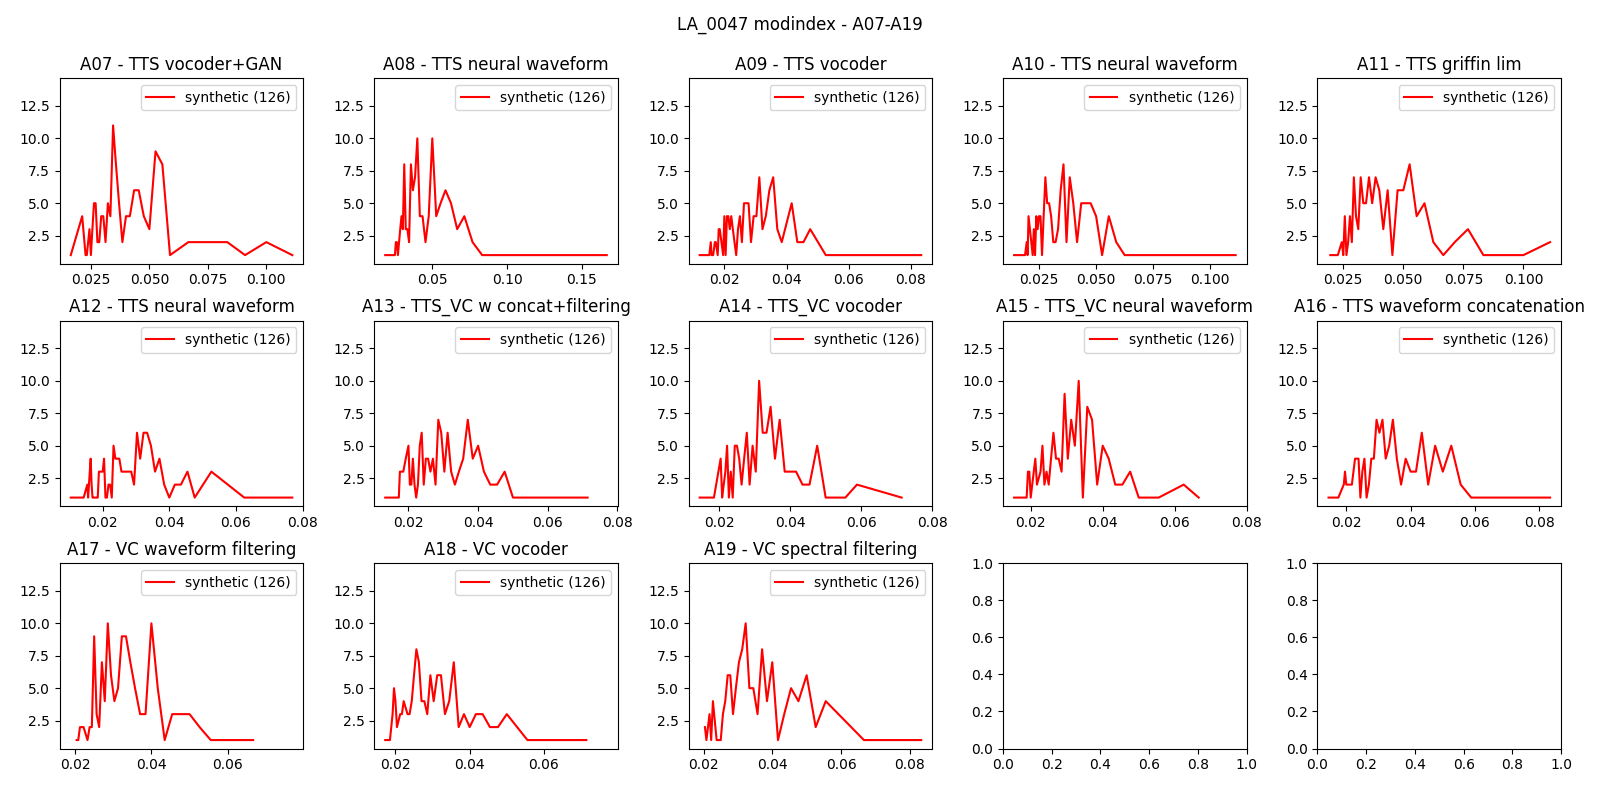 LA_0047 modindex - A07-A19
A07 - TTS vocoder+GAN
synthetic (126)
12.5
10.0
7.5
5.0
2.5
0.025 0.050 0.075 0.100
A08 - TTS neural waveform
synthetic (126)
12.5
10.0
7.5
5.0
2.5
0.05 0.10 0.15
A09 - TTS vocoder
synthetic (126)
12.5
10.0
7.5
5.0
2.5
0.02 0.04 0.06 0.08
A10 - TTS neural waveform
synthetic (126)
12.5
10.0
7.5
5.0
2.5
0.025 0.050 0.075 0.100
A11 - TTS griffin lim
synthetic (126)
12.5
10.0
7.5
5.0
2.5
0.025 0.050 0.075 0.100
A12 - TTS neural waveform
synthetic (126)
12.5
10.0
7.5
5.0
2.5
0.02 0.04 0.06 0.08
A13 - TTS_VC w concat+filtering
synthetic (126)
12.5
10.0
7.5
5.0
2.5
0.02 0.04 0.06 0.08
A14 - TTS_VC vocoder
synthetic (126)
12.5
10.0
7.5
5.0
2.5
0.02 0.04 0.06 0.08
A15 - TTS_VC neural waveform
synthetic (126)
12.5
10.0
7.5
5.0
2.5
0.02 0.04 0.06 0.08
A16 - TTS waveform concatenation
synthetic (126)
12.5
10.0
7.5
5.0
2.5
0.02 0.04 0.06 0.08
A17 - VC waveform filtering
synthetic (126)
12.5
10.0
7.5
5.0
2.5
0.02 0.04 0.06
A18 - VC vocoder
synthetic (126)
12.5
10.0
7.5
5.0
2.5
0.02 0.04 0.06
A19 - VC spectral filtering
synthetic (126)
12.5
10.0
7.5
5.0
2.5
0.02 0.04 0.06 0.08
1.0
0.8
0.6
0.4
0.2
0.0
0.0 0.2 0.4 0.6 0.8 1.0
1.0
0.8
0.6
0.4
0.2
0.0
0.0 0.2 0.4 0.6 0.8 1.0